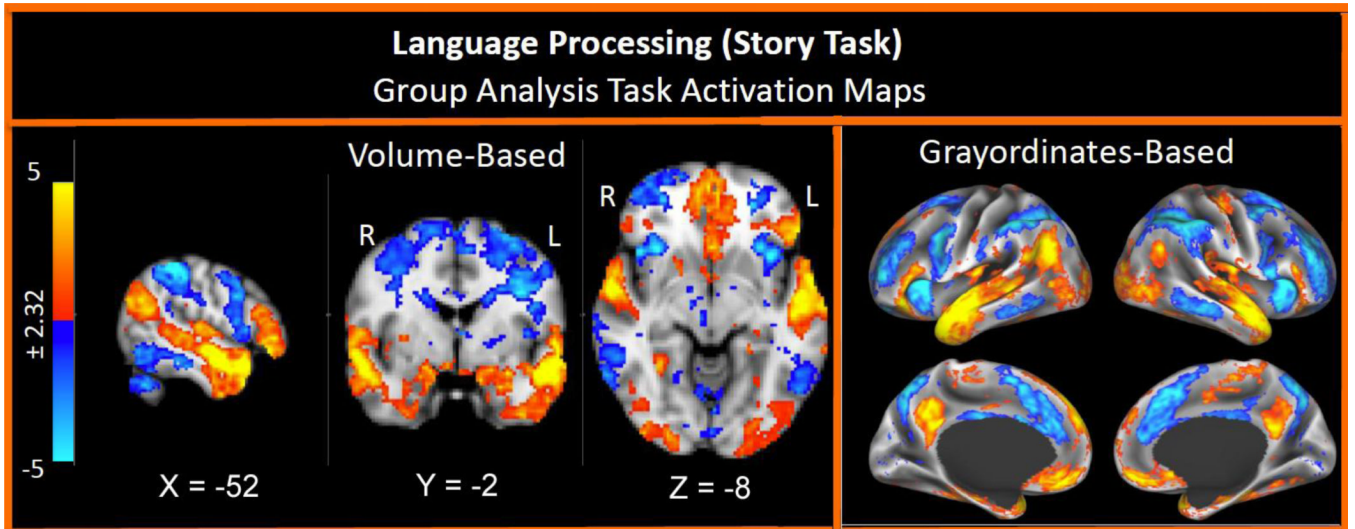 Language Processing (Story Task)
Group Analysis Task Activation Maps
Volume-Based
Grayordinates-Based
5
± 2.32
-5
R
L
R
L
X = -52
Y = -2
Z = -8